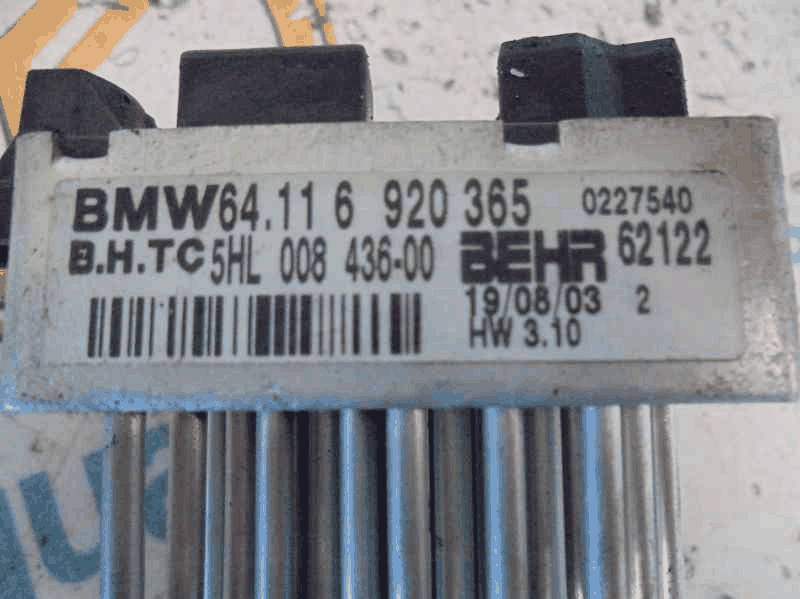 BMW 64.11 6 920 365 0227540
B.H.TC 5HL 008 436-00 BEHR 62122
19/08/03 2
HW 3.10